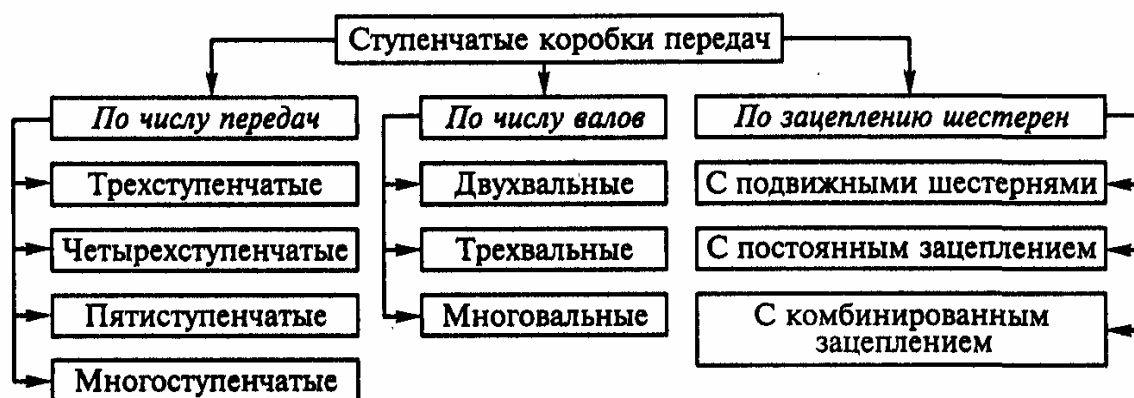 Ступенчатые коробки передач
По числу передач
Трехступенчатые
Четырехступенчатые
Пятиступенчатые
Многоступенчатые
По числу валов
Двухвальные
Трехвальные
Многовальные
По зацеплению шестерен
С подвижными шестернями
С постоянным зацеплением
С комбинированным
зацеплением